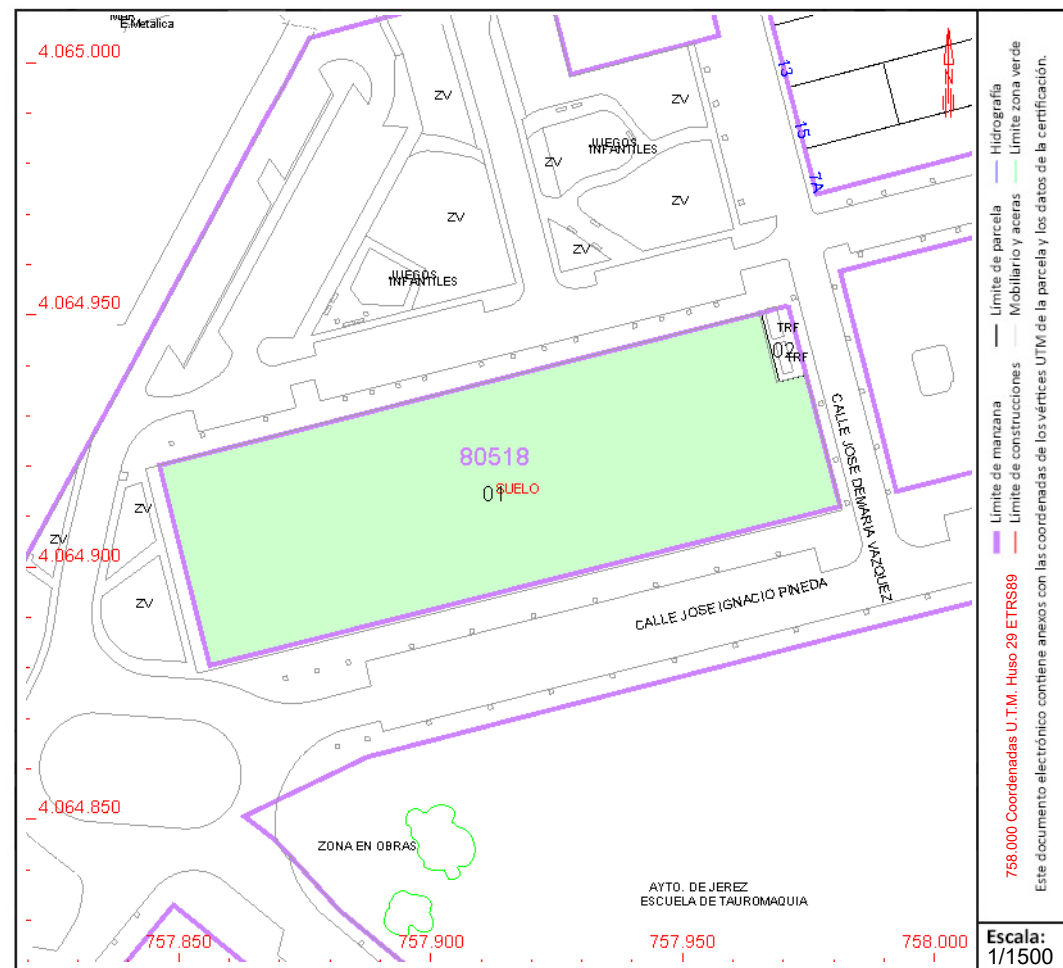 E.Metalica
4.065.000
ZV
ZV
JUEGOS
INFANTILES
ZV
13
15
7A
N
ZV
ZV
ZV
JUEGOS
INFANTILES
4.064.950
TRF
02
TRF
80518
01
SUELO
CALLE JOSE DEMARIA VAZQUEZ
ZV
ZV
4.064.900
ZV
CALLE JOSE IGNACIO PINEDA
4.064.850
ZONA EN OBRAS
AYTO. DE JEREZ
ESCUELA DE TAUROMAQUIA
757.850
757.900
757.950
758.000
758.000 Coordenadas U.T.M. Huso 29 ETRS89
Límite de manzana
Límite de construcciones
Límite de parcela
Mobiliario y aceras
Hidrografía
Límite zona verde
Este documento electrónico contiene anexos con las coordenadas de los vértices UTM de la parcela y los datos de la certificación.
Escala:
1/1500